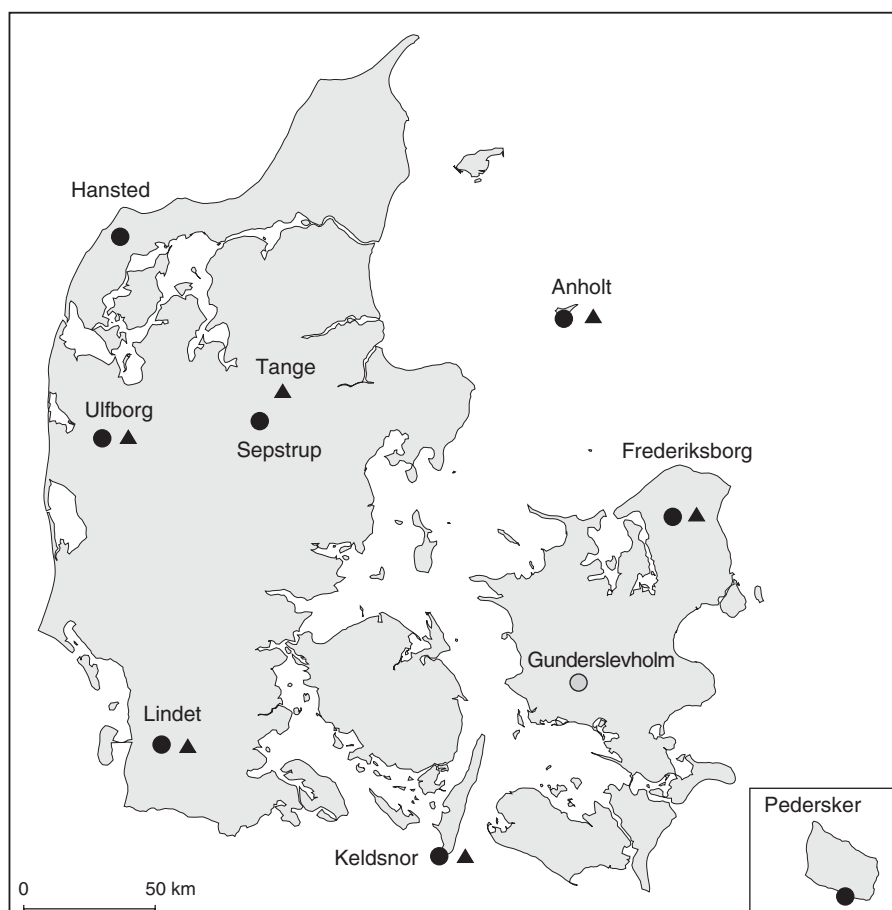 Hansted
Anholt
Tange
Ulfborg
Sepstrup
Frederiksborg
Gunderslevholm
Lindet
Pedersker
Keldsnor
0 50 km